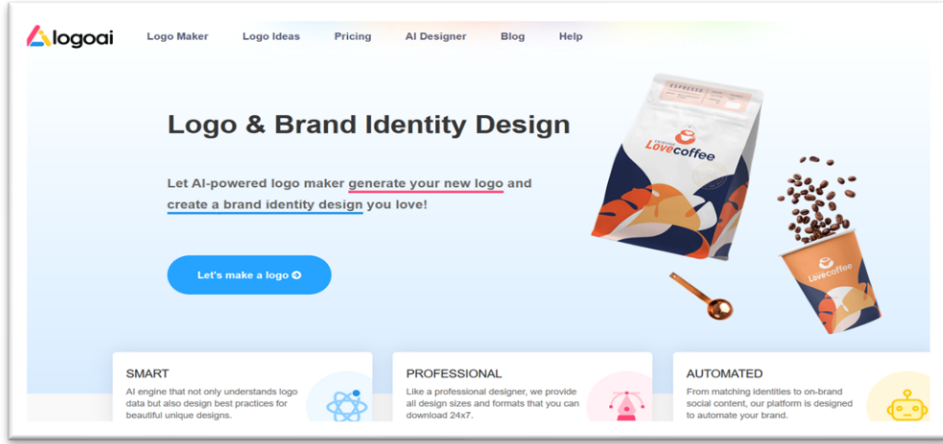 logoai
Logo Maker Logo Ideas Pricing AI Designer Blog Help
Logo & Brand Identity Design
Let AI-powered logo maker generate your new logo and
create a brand identity design you love!
Let's make a logo
ESPRESSO
Lovecoffee
Lovecoffee
SMART
AI engine that not only understands logo
data but also design best practices for
beautiful unique designs.
PROFESSIONAL
Like a professional designer, we provide
all design sizes and formats that you can
download 24x7.
AUTOMATED
From matching identities to on-brand
social content, our platform is designed
to automate your brand.